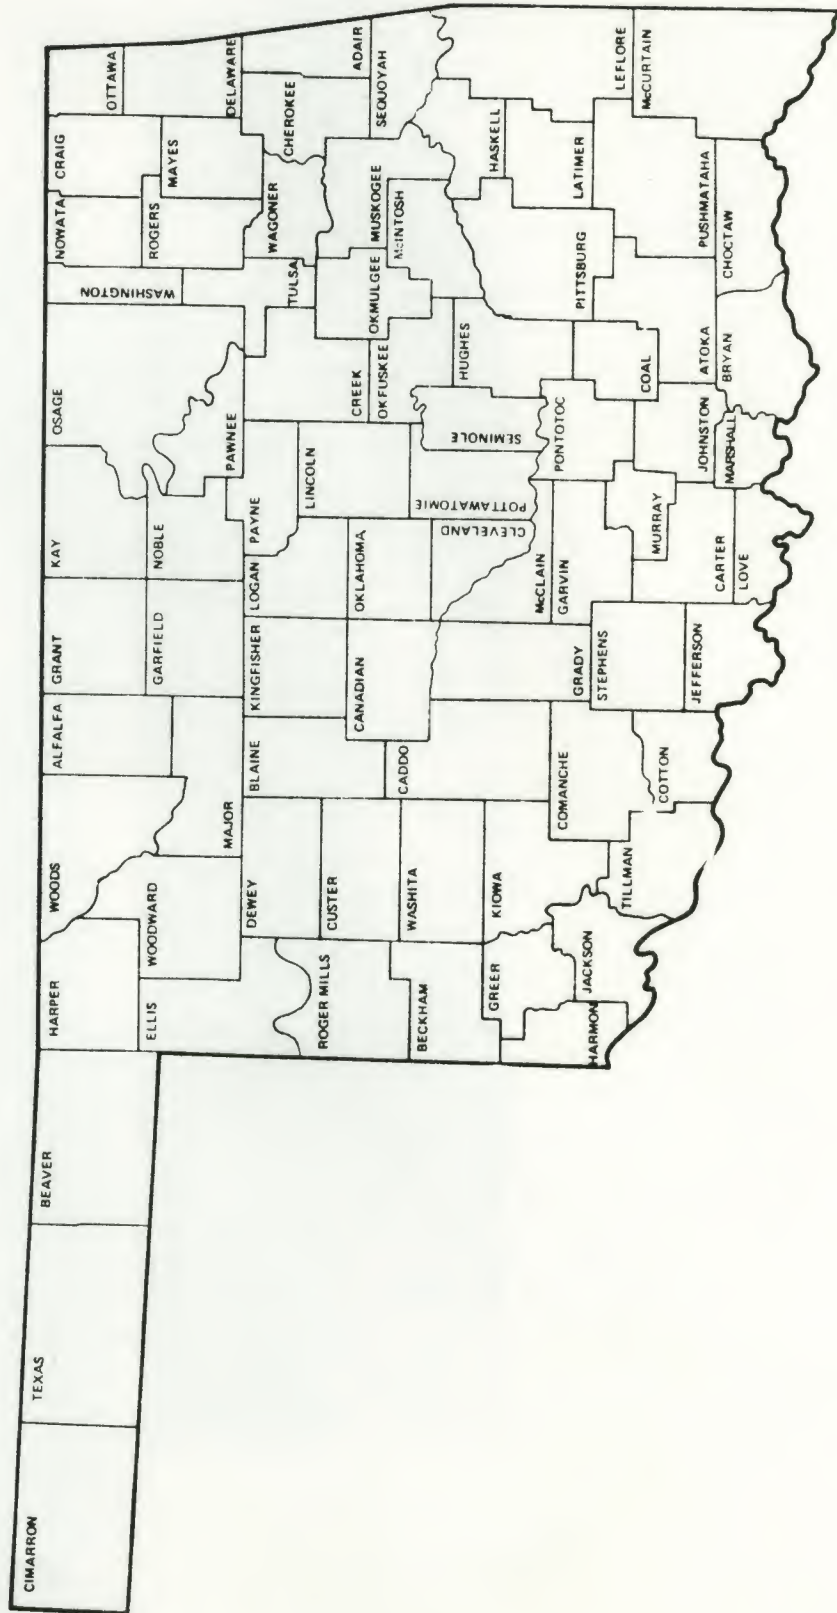 CIMARRON
TEXAS
BEAVER
HARPER
WOODS
ALFALFA
GRANT
KAY
OSAGE
WASHINGTON
NOWATA
CRAIG
OTTAWA
ELLIS
WOODWARD
MAJOR
GARFIELD
NOBLE
PAWNEE
ROGERS
MAYES
DELAWARE
ROGER MILLS
DEWEY
BLAINE
KINGFISHER
LOGAN
PAYNE
CREEK
TULSA
WAGONER
CHEROKEE
ADAIR
CUSTER
CANADIAN
OKLAHOMA
LINCOLN
OKFUSKEE
OKMULGEE
MUSKOGEE
SEQUOYAH
BECKHAM
WASHITA
CADDO
GRADY
CLEVELAND
POTTAWATOMIE
SEMINOLE
HUGHES
McINTOSH
HASKELL
GREER
KIOWA
COMANCHE
McCLAIN
GARVIN
PONTOTOC
PITTSBURG
LATIMER
LEFLORE
HARMON
JACKSON
TILLMAN
COTTON
STEPHENS
MURRAY
COAL
JEFFERSON
CARTER
JOHNSTON
ATOKA
PUSHMATAHA
McCURTAIN
LOVE
MARSHALL
BRYAN
CHOCTAW